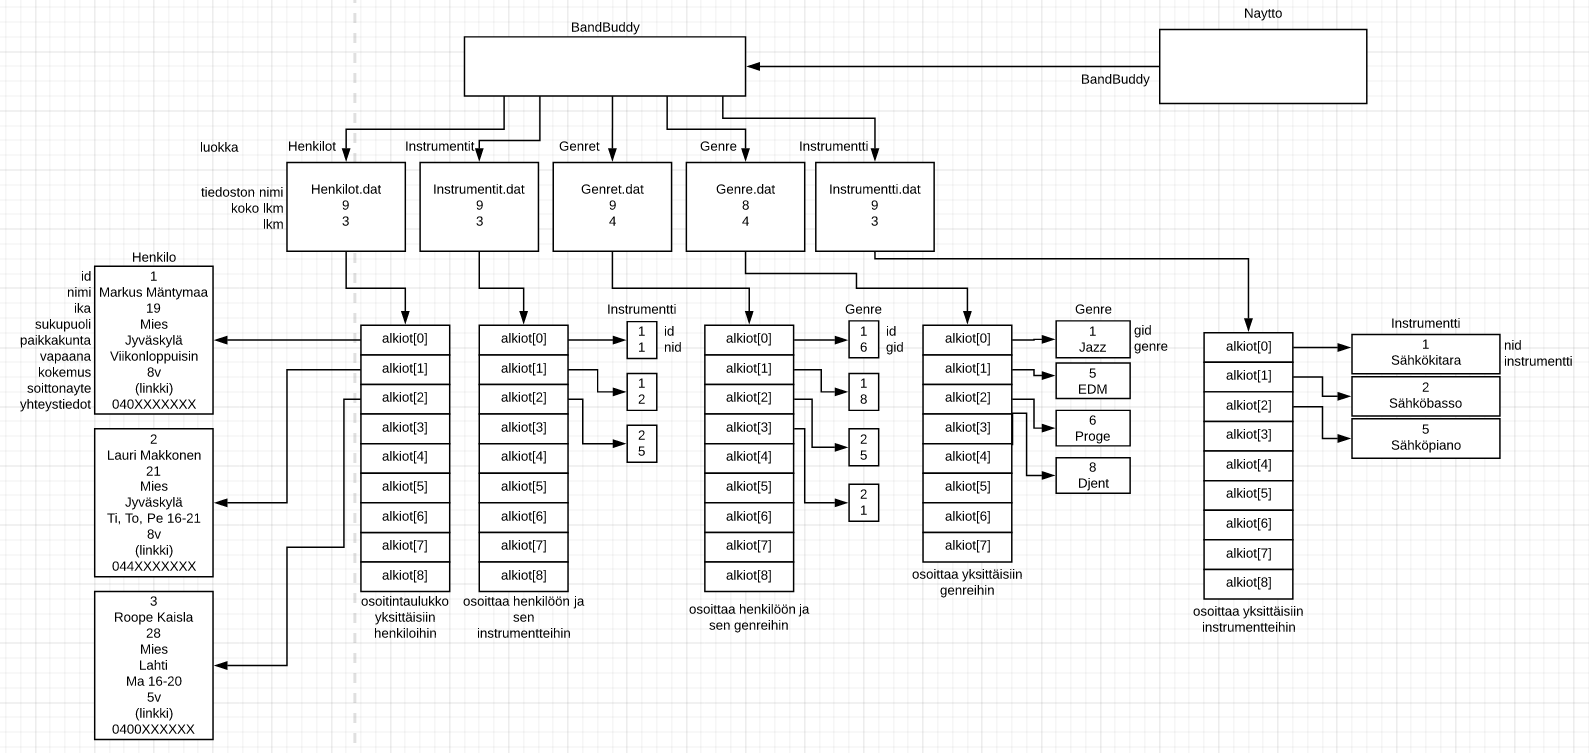 Naytto
BandBuddy
BandBuddy
luokka
Henkilot
Instrumentit
Genret
Genre
Instrumentti
tiedoston nimi
koko lkm
lkm
Henkilot.dat
9
3
Instrumentit.dat
9
3
Genret.dat
9
4
Genre.dat
8
4
Instrumentti.dat
9
3
Henkilo
id
nimi
ika
sukupuoli
paikkakunta
vapaana
kokemus
soittonayte
yhteystiedot
1
Markus Mäntymaa
19
Mies
Jyväskylä
Viikonloppuisin
8v
(linkki)
040XXXXXXX
2
Lauri Makkonen
21
Mies
Jyväskylä
Ti, To, Pe 16-21
8v
(linkki)
044XXXXXXX
3
Roope Kaisla
28
Mies
Lahti
Ma 16-20
5v
(linkki)
0400XXXXXX
alkiot[0]
alkiot[1]
alkiot[2]
alkiot[3]
alkiot[4]
alkiot[5]
alkiot[6]
alkiot[7]
alkiot[8]
osoitintaulukko
yksittäisiin
henkiloihin
alkiot[0]
alkiot[1]
alkiot[2]
alkiot[3]
alkiot[4]
alkiot[5]
alkiot[6]
alkiot[7]
alkiot[8]
osoittaa henkilöön ja
sen
instrumentteihin
Instrumentti
1
1
id
nid
1
2
2
5
alkiot[0]
alkiot[1]
alkiot[2]
alkiot[3]
alkiot[4]
alkiot[5]
alkiot[6]
alkiot[7]
alkiot[8]
osoittaa henkilöön ja
sen genreihin
Genre
1
6
id
gid
1
8
2
5
2
1
alkiot[0]
alkiot[1]
alkiot[2]
alkiot[3]
alkiot[4]
alkiot[5]
alkiot[6]
alkiot[7]
osoittaa yksittäisiin
genreihin
Genre
1
Jazz
gid
genre
5
EDM
6
Proge
8
Djent
alkiot[0]
alkiot[1]
alkiot[2]
alkiot[3]
alkiot[4]
alkiot[5]
alkiot[6]
alkiot[7]
alkiot[8]
osoittaa yksittäisiin
instrumentteihin
Instrumentti
1
Sähkökitara
nid
instrumentti
2
Sähköbasso
5
Sähköpiano